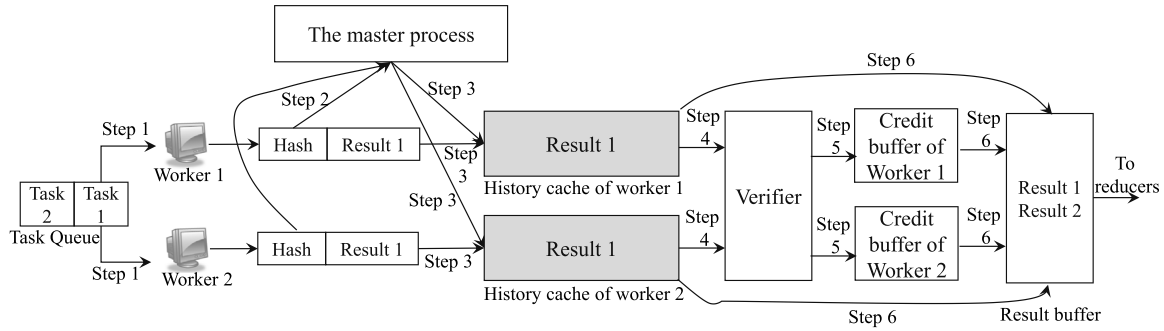 The master process
Step 6
Step 2
Step 3
Step 1
Worker 1
Hash Result 1
Step
3
Result 1
History cache of worker 1
Step
4
Step
5
Credit
buffer of
Worker 1
Step
6
To
reducers
Task
2
Task
1
Task Queue
Step 3
Verifier
Result 1
Result 2
Step 1
Worker 2
Hash Result 1
Step 3
Result 1
History cache of worker 2
Step
4
Step
5
Credit
buffer of
Worker 2
Step
6
Step 6
Result buffer